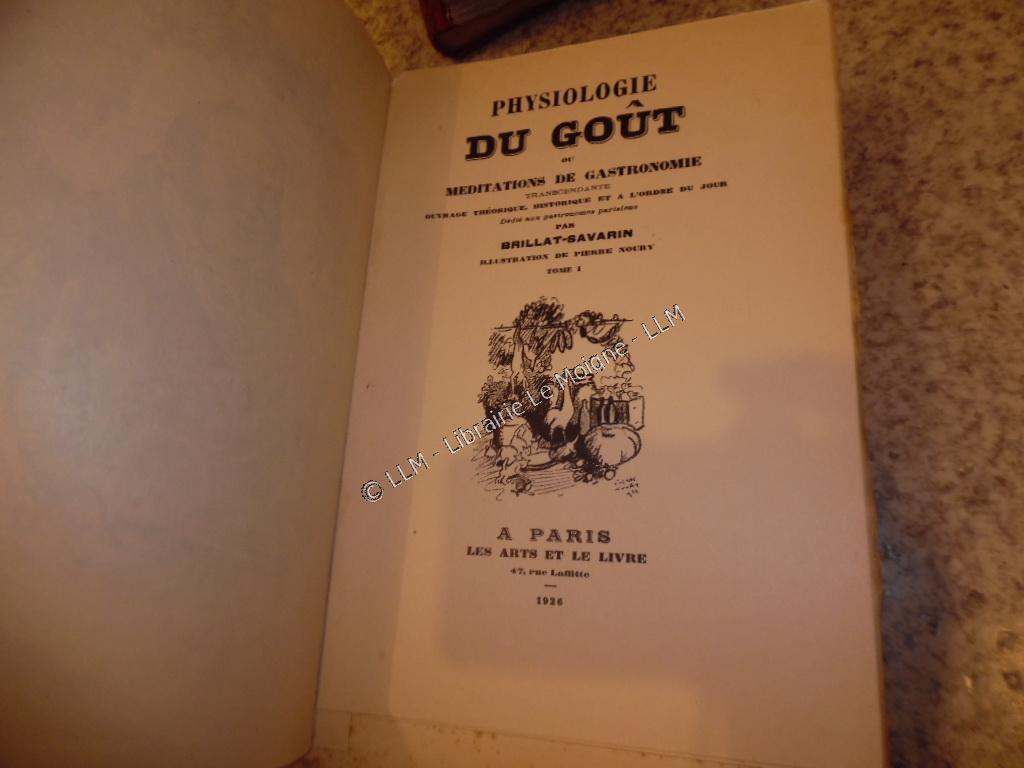 PHYSIOLOGIE
DU GOÛT
OU
MEDITATIONS DE GASTRONOMIE
TRANSCENDANTE
OUVRAGE THÉORIQUE, HISTORIQUE ET A L'ORDRE DU JOUR
Dédié aux gastronomes parisiens
PAR
BRILLAT-SAVARIN
ILLUSTRATION DE PIERRE NOURY
TOME I
© LLM - Librairie Le Moigne - LLM
A PARIS
LES ARTS ET LE LIVRE
47, rue Laffitte
1926